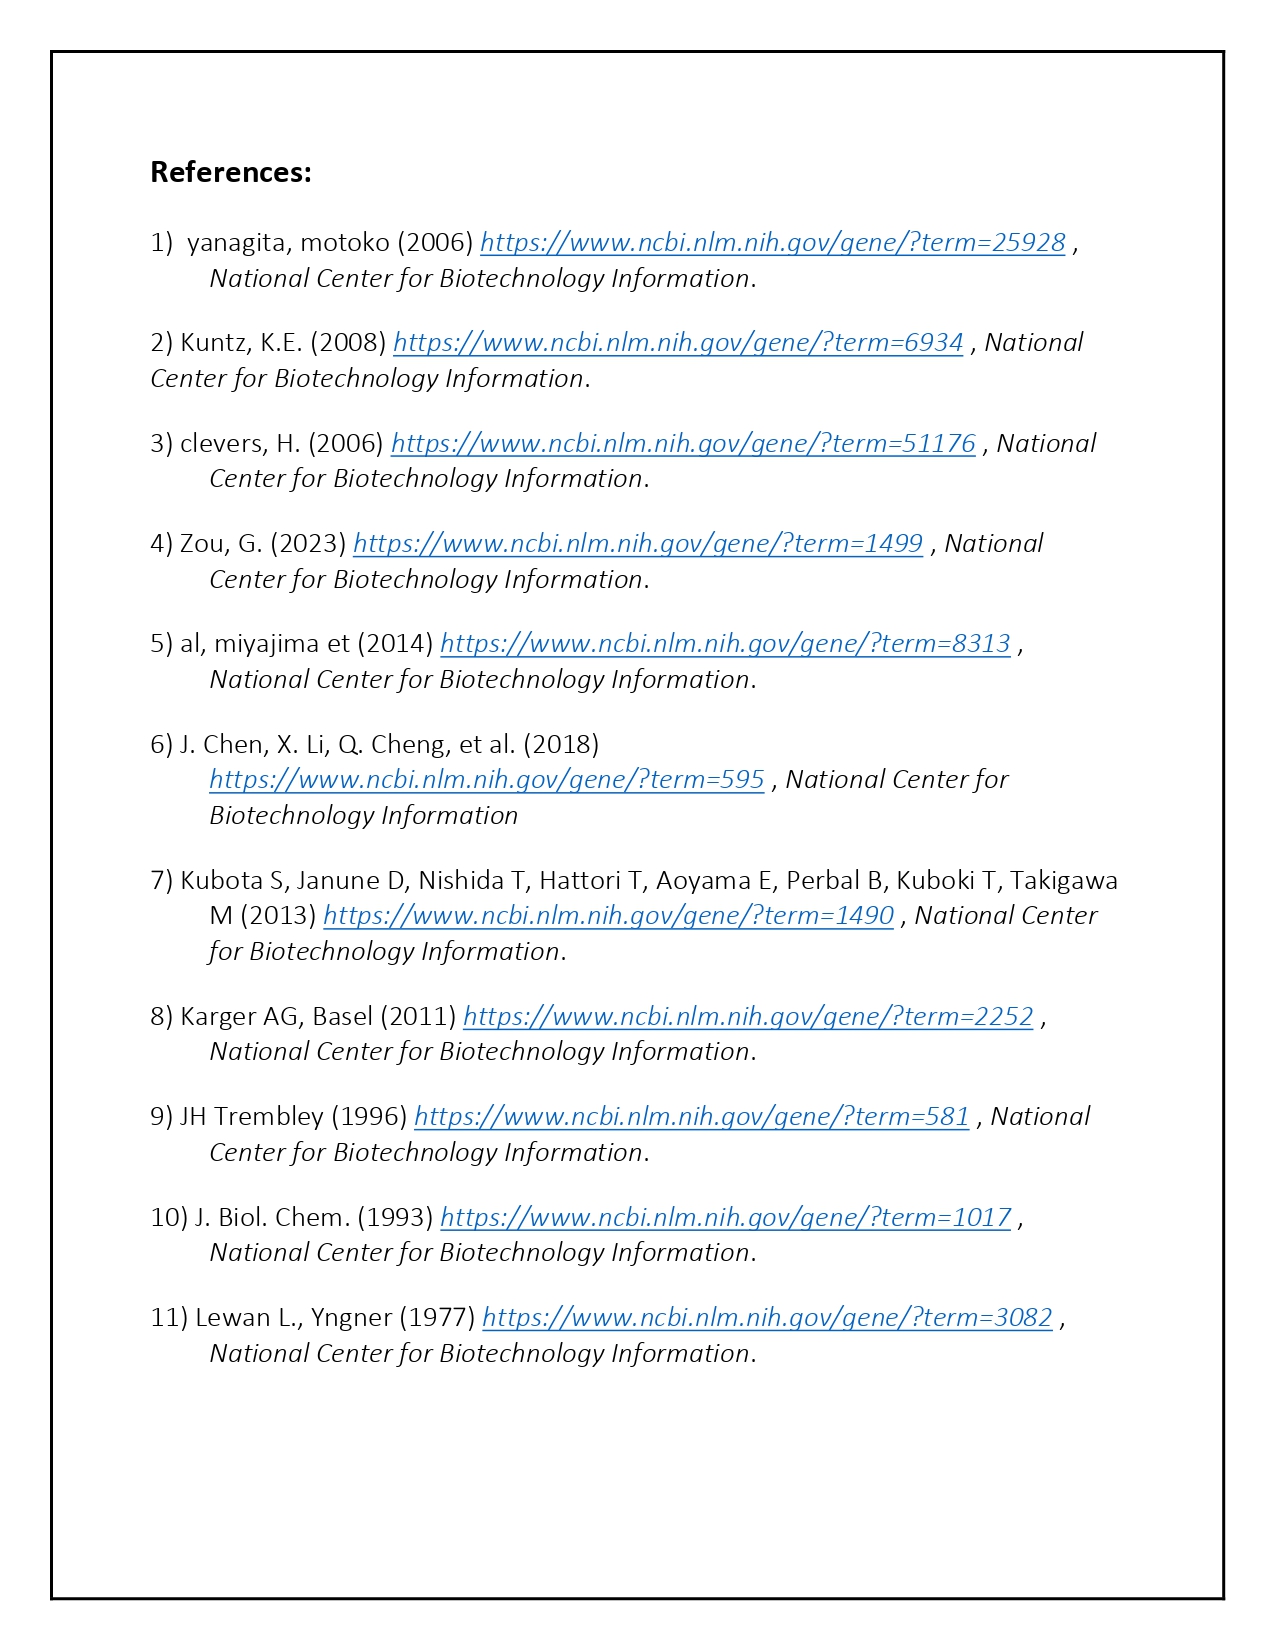 References:
1)  yanagita, motoko (2006) https://www.ncbi.nlm.nih.gov/gene/?term=25928 ,
National Center for Biotechnology Information.
2) Kuntz, K.E. (2008) https://www.ncbi.nlm.nih.gov/gene/?term=6934 , National
Center for Biotechnology Information.
3) clevers, H. (2006) https://www.ncbi.nlm.nih.gov/gene/?term=51176 , National
Center for Biotechnology Information.
4) Zou, G. (2023) https://www.ncbi.nlm.nih.gov/gene/?term=1499 , National
Center for Biotechnology Information.
5) al, miyajima et (2014) https://www.ncbi.nlm.nih.gov/gene/?term=8313 ,
National Center for Biotechnology Information.
6) J. Chen, X. Li, Q. Cheng, et al. (2018)
https://www.ncbi.nlm.nih.gov/gene/?term=595 , National Center for
Biotechnology Information
7) Kubota S, Janune D, Nishida T, Hattori T, Aoyama E, Perbal B, Kuboki T, Takigawa
M (2013) https://www.ncbi.nlm.nih.gov/gene/?term=1490 , National Center
for Biotechnology Information.
8) Karger AG, Basel (2011) https://www.ncbi.nlm.nih.gov/gene/?term=2252 ,
National Center for Biotechnology Information.
9) JH Trembley (1996) https://www.ncbi.nlm.nih.gov/gene/?term=581 , National
Center for Biotechnology Information.
10) J. Biol. Chem. (1993) https://www.ncbi.nlm.nih.gov/gene/?term=1017 ,
National Center for Biotechnology Information.
11) Lewan L., Yngner (1977) https://www.ncbi.nlm.nih.gov/gene/?term=3082 ,
National Center for Biotechnology Information.